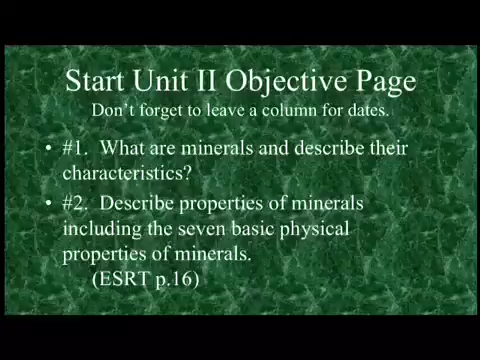 Start Unit II Objective Page
Don't forget to leave a column for dates.
• #1. What are minerals and describe their
characteristics?
• #2. Describe properties of minerals
including the seven basic physical
properties of minerals.
(ESRT p.16)